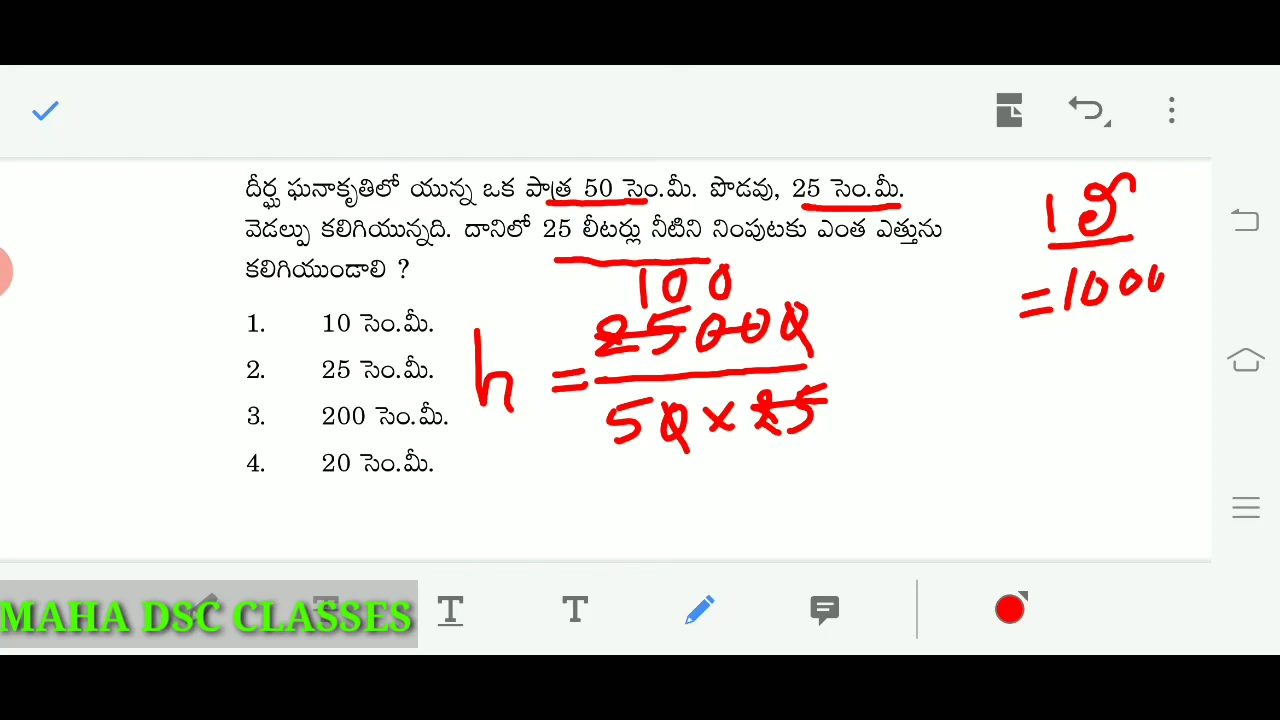 దీర్ఘ ఘనాకృతిలో యున్న ఒక పాత్ర 50 సెం.మీ. పొడవు, 25 సెం.మీ.
వెడల్పు కలిగియున్నది. దానిలో 25 లీటర్లు నీటిని నింపుటకు ఎంత ఎత్తును
కలిగియుండాలి ?
1. 10 సెం.మీ.
2. 25 సెం.మీ.
3. 200 సెం.మీ.
4. 20 సెం.మీ.
100
h = 25000
50 × 25
1 లీ
= 1000
MAHA DSC CLASSES
T
T